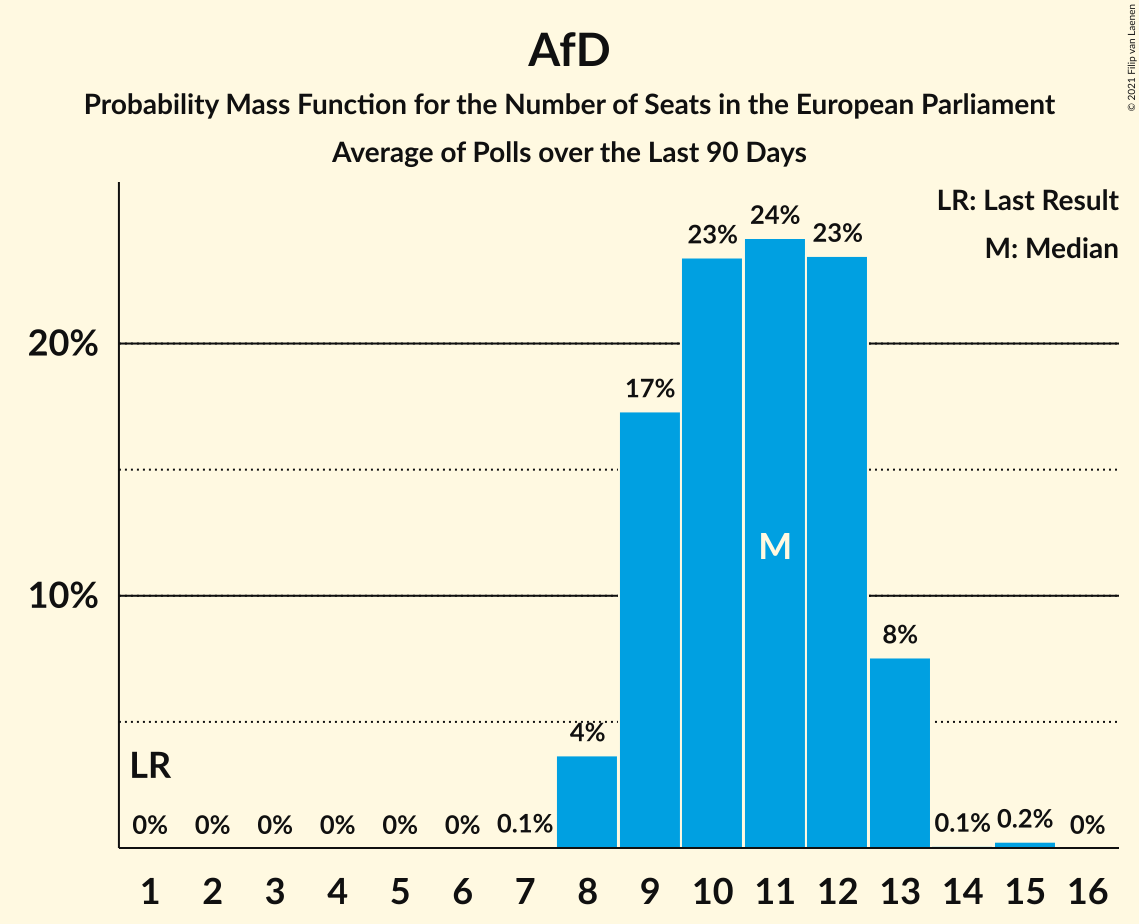 AfD
Probability Mass Function for the Number of Seats in the European Parliament
Average of Polls over the Last 90 Days
© 2021 Filip van Laenen
LR: Last Result
M: Median
20%
10%
LR
0%
0%
0%
0%
0%
0%
0.1%
4%
17%
23%
24%
23%
8%
0.1%
0.2%
0%
M
1 2 3 4 5 6 7 8 9 10 11 12 13 14 15 16